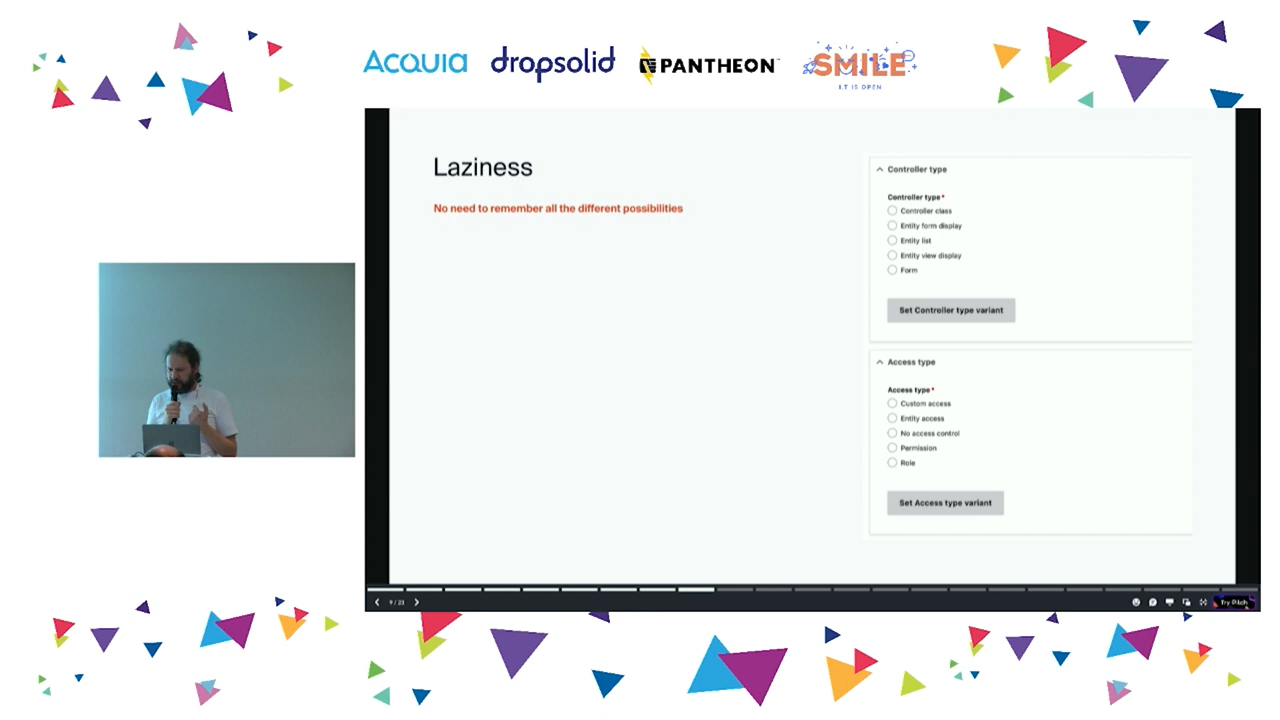 ACQUIA
dropsolid
PANTHEON
SMILE
I.T IS OPEN
Laziness
No need to remember all the different possibilities
Controller type
Controller type*
Controller class
Entity form display
Entity list
Entity view display
Form
Set Controller type variant
Access type
Access type*
Custom access
Entity access
No access control
Permission
Role
Set Access type variant
9 / 23
Try Pitch